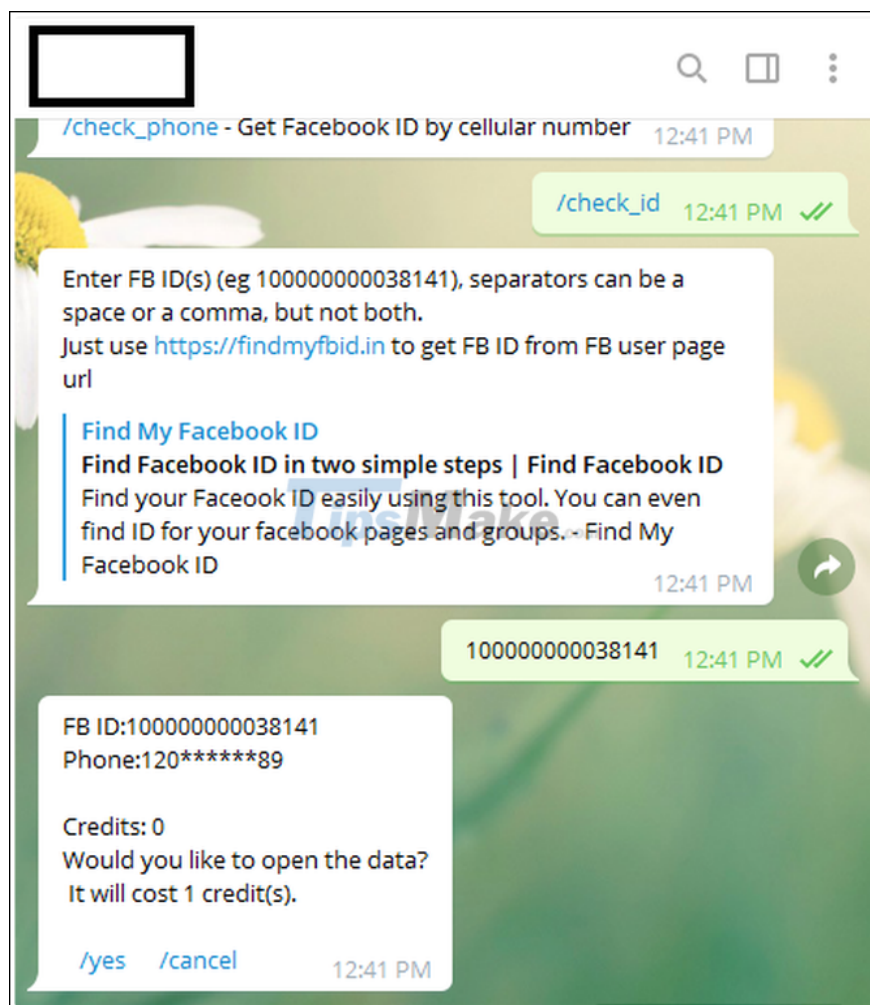 /check_phone - Get Facebook ID by cellular number 12:41 PM
/check_id 12:41 PM
Enter FB ID(s) (eg 100000000038141), separators can be a
space or a comma, but not both.
Just use https://findmyfbid.in to get FB ID from FB user page
url
Find My Facebook ID
Find Facebook ID in two simple steps | Find Facebook ID
Find your Faceook ID easily using this tool. You can even
find ID for your facebook pages and groups. - Find My
Facebook ID
12:41 PM
TipsMake.com
100000000038141 12:41 PM
FB ID:100000000038141
Phone:120******89
Credits: 0
Would you like to open the data?
It will cost 1 credit(s).
/yes /cancel 12:41 PM